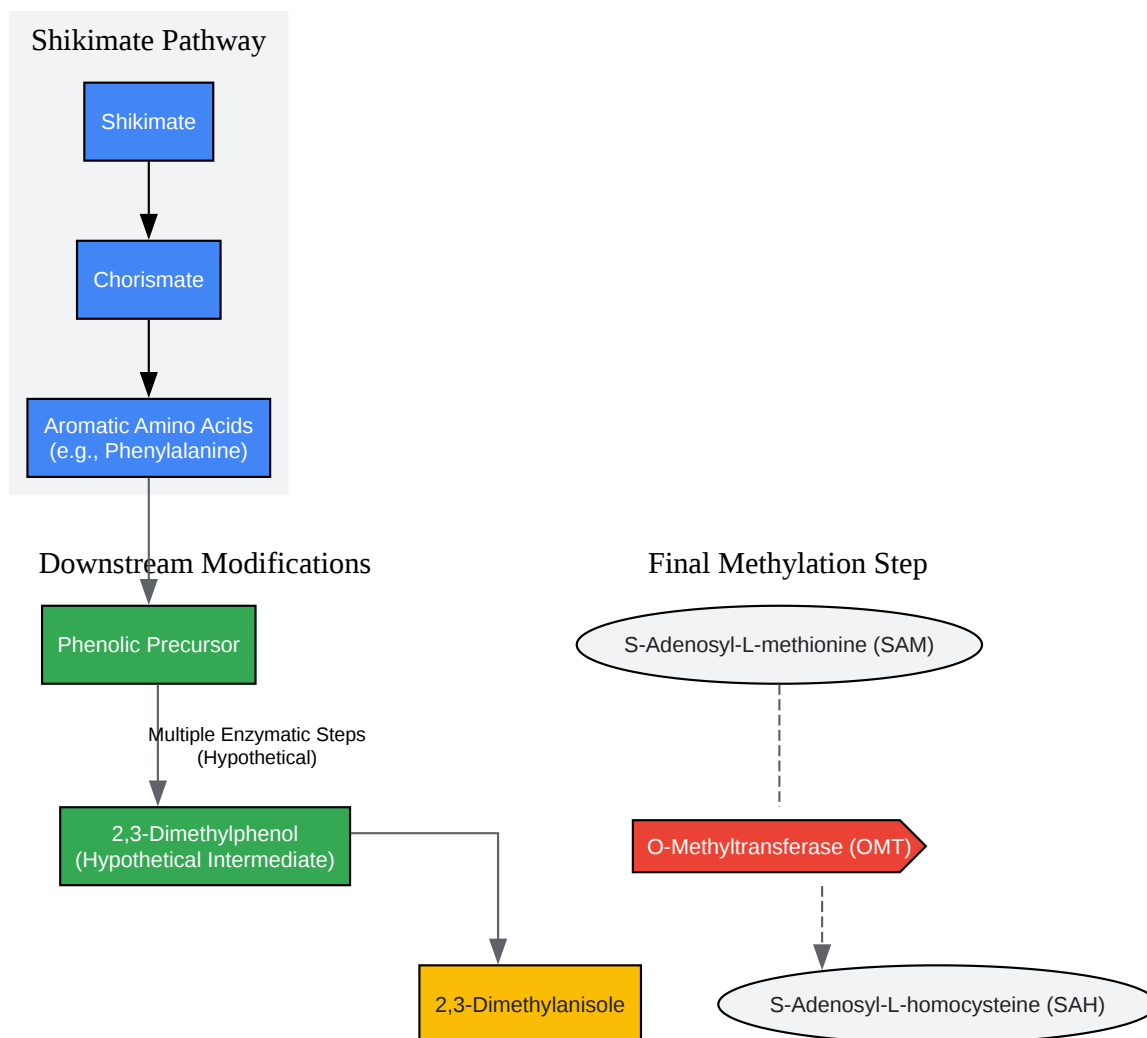 Shikimate Pathway
Shikimate
Chorismate
Aromatic Amino Acids
(e.g., Phenylalanine)
Downstream Modifications
Phenolic Precursor
Multiple Enzymatic Steps
(Hypothetical)
2,3-Dimethylphenol
(Hypothetical Intermediate)
2,3-Dimethylanisole
Final Methylation Step
S-Adenosyl-L-methionine (SAM)
O-Methyltransferase (OMT)
S-Adenosyl-L-homocysteine (SAH)